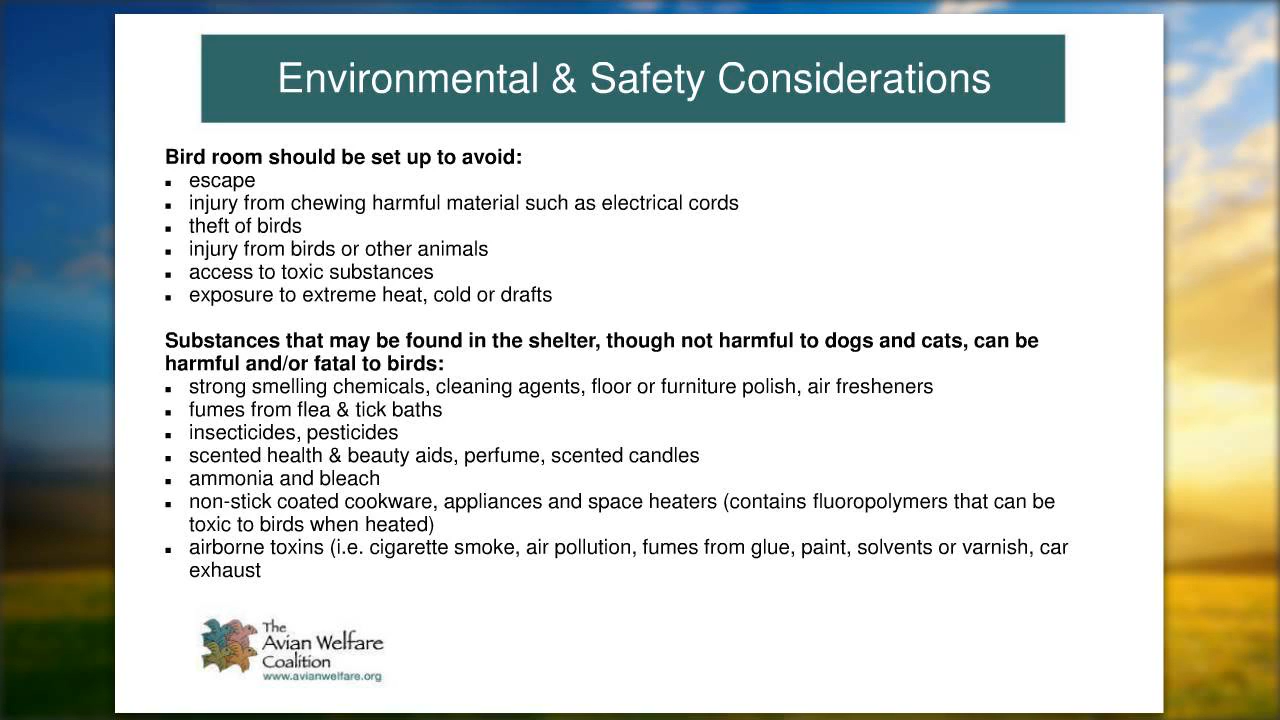 Environmental & Safety Considerations
Bird room should be set up to avoid:
▪ escape
▪ injury from chewing harmful material such as electrical cords
▪ theft of birds
▪ injury from birds or other animals
▪ access to toxic substances
▪ exposure to extreme heat, cold or drafts
Substances that may be found in the shelter, though not harmful to dogs and cats, can be
harmful and/or fatal to birds:
▪ strong smelling chemicals, cleaning agents, floor or furniture polish, air fresheners
▪ fumes from flea & tick baths
▪ insecticides, pesticides
▪ scented health & beauty aids, perfume, scented candles
▪ ammonia and bleach
▪ non-stick coated cookware, appliances and space heaters (contains fluoropolymers that can be
toxic to birds when heated)
▪ airborne toxins (i.e. cigarette smoke, air pollution, fumes from glue, paint, solvents or varnish, car
exhaust
The
Avian Welfare
Coalition
www.avianwelfare.org